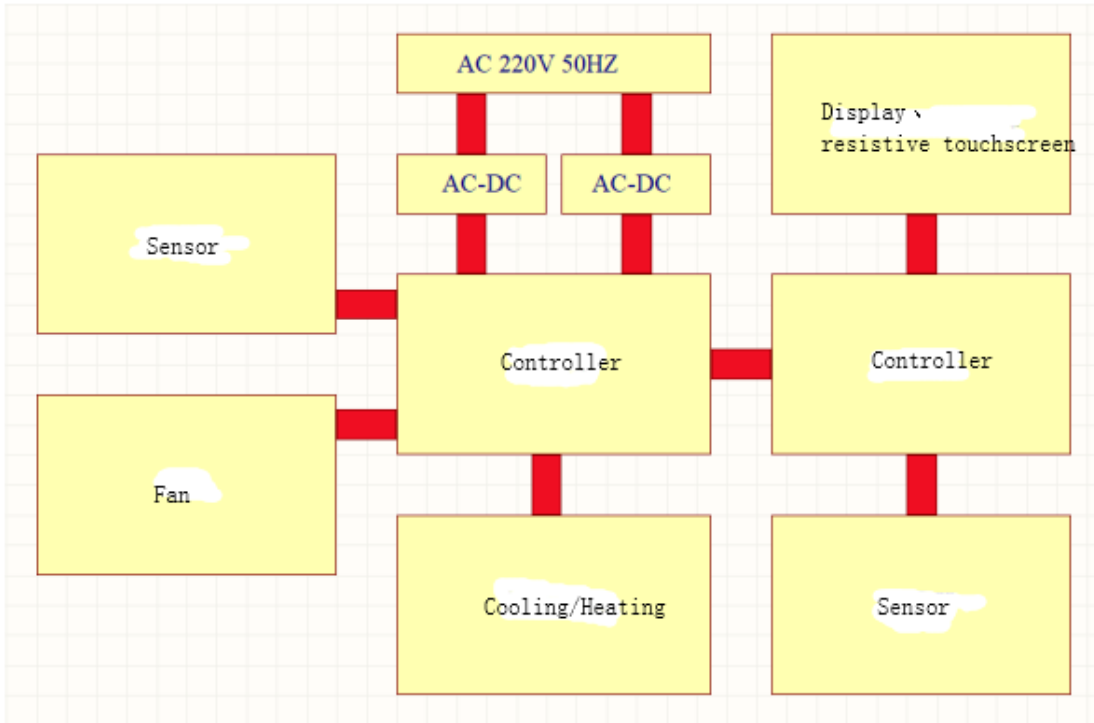 AC 220V 50HZ
Display、
resistive touchscreen
AC-DC
AC-DC
Sensor
Controller
Controller
Fan
Cooling/Heating
Sensor